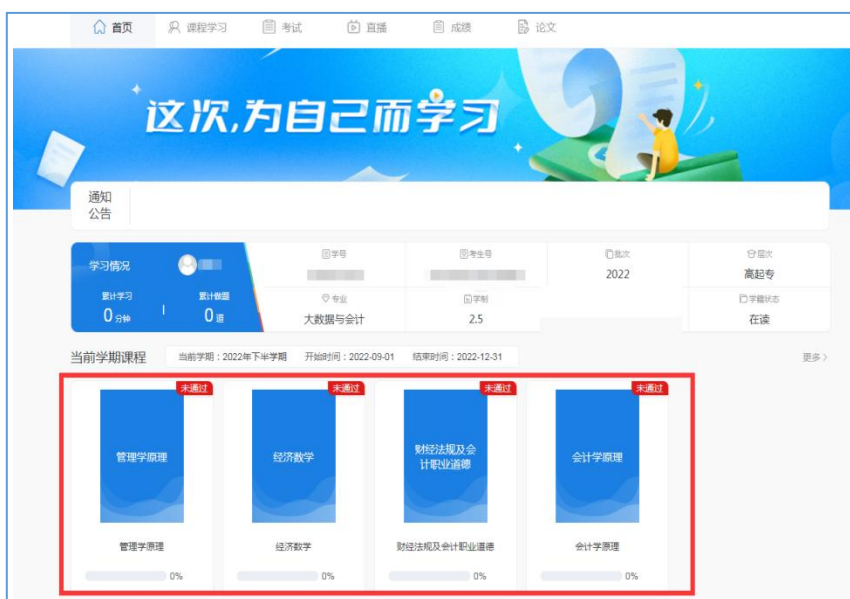 首页 课程学习 考试 直播 成绩 论文
这次,为自己而学习
通知
公告
学习情况
累计学习 累计做题
0 分钟 0 道
学号 考生号 批次 层次
2022 高起专
专业 学制 学籍状态
大数据与会计 2.5 在读
当前学期课程 当前学期：2022年下半学期 开始时间：2022-09-01 结束时间：2022-12-31 更多>
未通过 未通过 未通过 未通过
管理学原理 经济数学 财经法规及会
计职业道德 会计学原理
管理学原理 经济数学 财经法规及会计职业道德 会计学原理
0% 0% 0% 0%